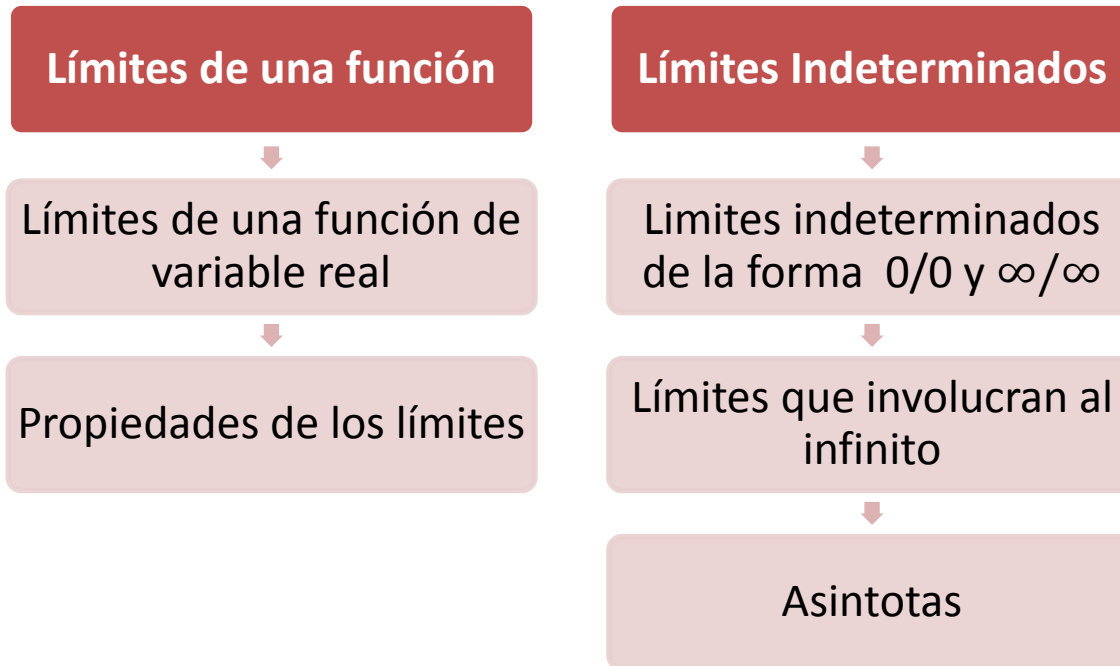 Límites de una función
Límites de una función de
variable real
Propiedades de los límites
Límites Indeterminados
Limites indeterminados
de la forma 0/0 y ∞/∞
Límites que involucran al
infinito
Asintotas